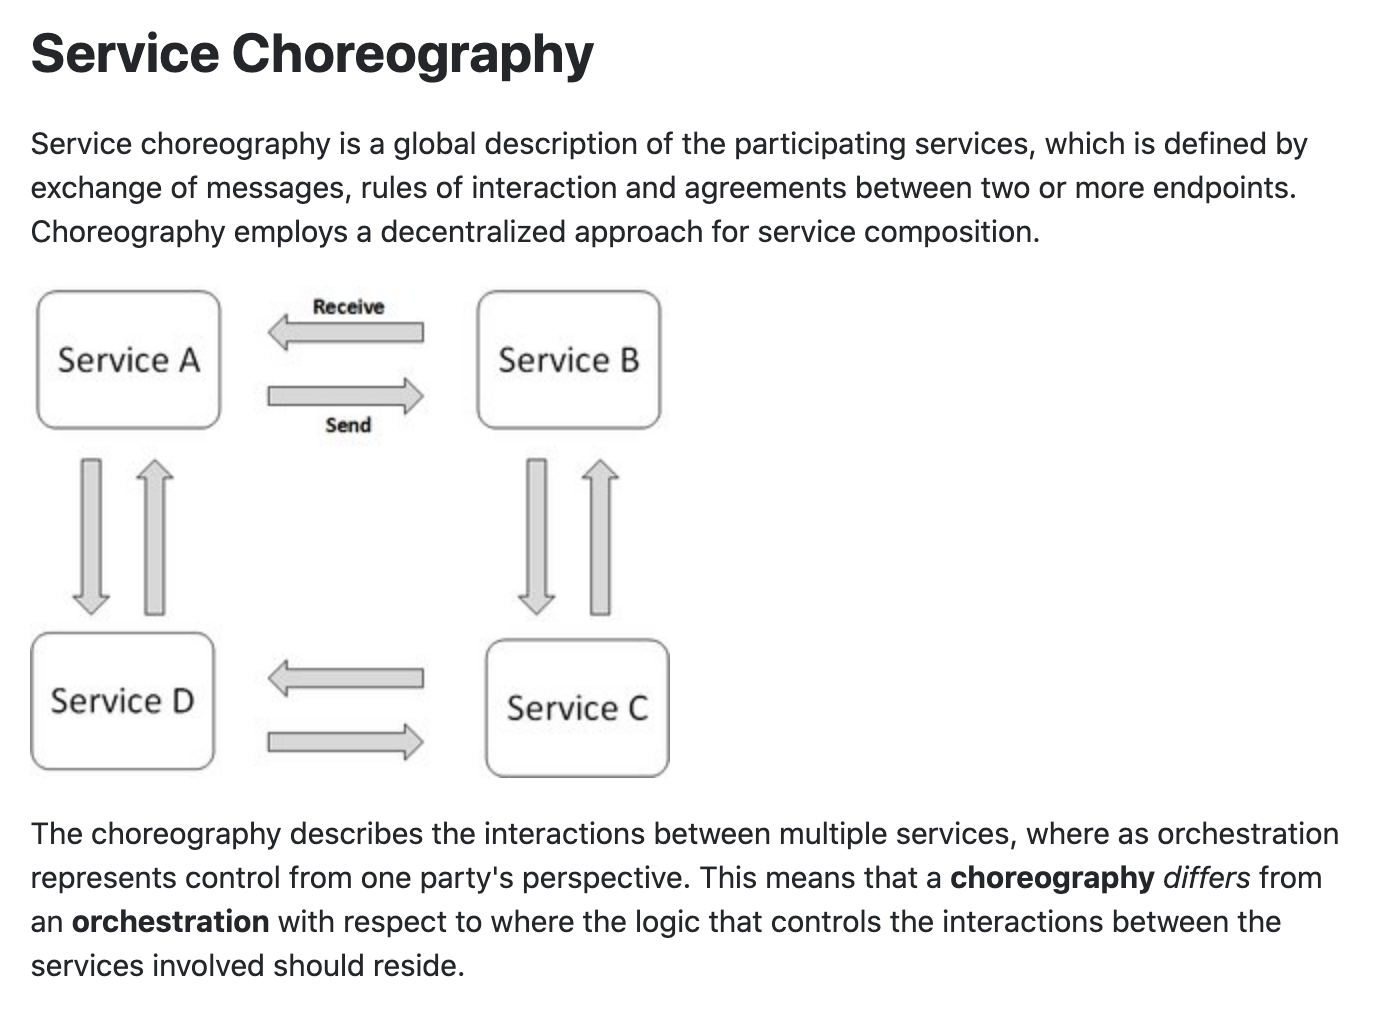 Service Choreography
Service choreography is a global description of the participating services, which is defined by
exchange of messages, rules of interaction and agreements between two or more endpoints.
Choreography employs a decentralized approach for service composition.
Receive
Service A
Service B
Send
Service D
Service C
The choreography describes the interactions between multiple services, where as orchestration
represents control from one party's perspective. This means that a choreography differs from
an orchestration with respect to where the logic that controls the interactions between the
services involved should reside.